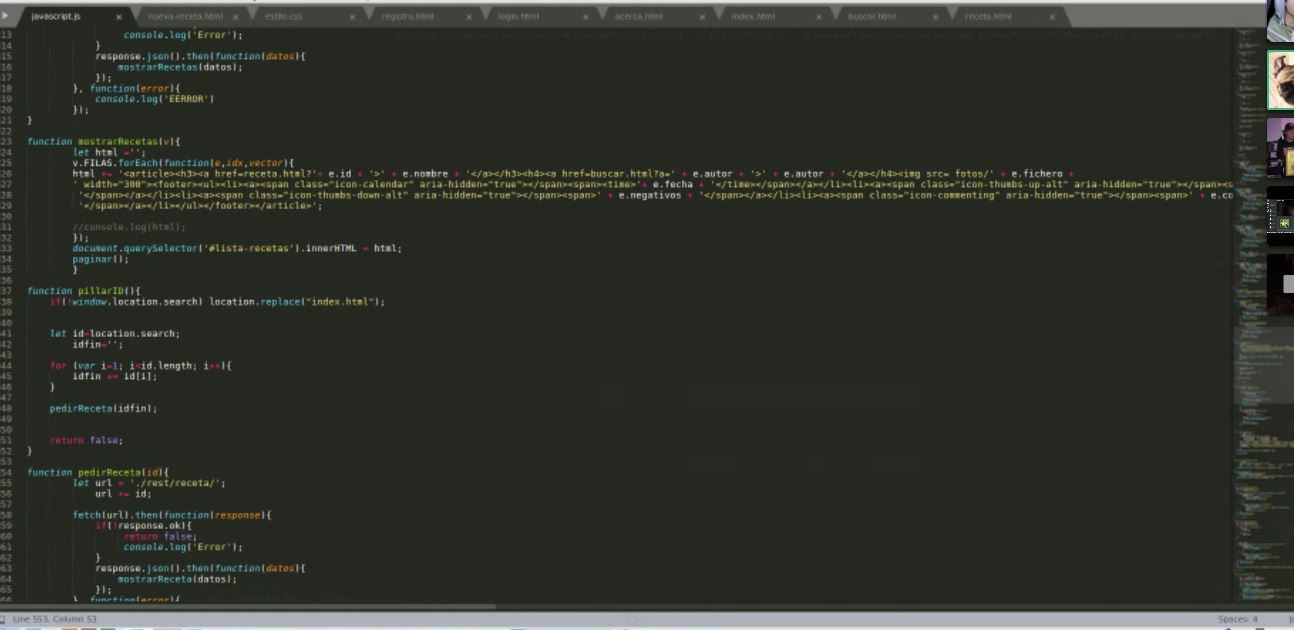 javascript.js nueva-receta.html estilo.css registro.html login.html acerca.html index.html buscar.html receta.html
13 console.log('Error');
14 }
15 response.json().then(function(datos){
16 mostrarRecetas(datos);
17 });
18 }, function(error){
19 console.log('EERROR')
20 });
21 }
22
23 function mostrarRecetas(v){
24 let html ='';
25 v.FILAS.forEach(function(e,idx,vector){
26 html += '<article><h3><a href=receta.html?'+ e.id + '>' + e.nombre + '</a></h3><h4><a href=buscar.html?a=' + e.autor + '>' + e.autor + '</a></h4><img src= fotos/' + e.fichero +
27 ' width="300"><footer><ul><li><a><span class="icon-calendar" aria-hidden="true"></span><span><time>'+ e.fecha + '</time></span></a></li><li><a><span class="icon-thumbs-up-alt" aria-hidden="true"></span><s
28 '</span></a></li><li><a><span class="icon-thumbs-down-alt" aria-hidden="true"></span><span>' + e.negativos + '</span></a></li><li><a><span class="icon-commenting" aria-hidden="true"></span><span>' + e.co
29 '</span></a></li></ul></footer></article>';
30
31 //console.log(html);
32 });
33 document.querySelector('#lista-recetas').innerHTML = html;
34 paginar();
35 }
36
37 function pillarID(){
38 if(!window.location.search) location.replace("index.html");
39
40
41 let id=location.search;
42 idfin='';
43
44 for (var i=1; i<id.length; i++){
45 idfin += id[i];
46 }
47
48 pedirReceta(idfin);
49
50
51 return false;
52 }
53
54 function pedirReceta(id){
55 let url = './rest/receta/';
56 url += id;
57
58 fetch(url).then(function(response){
59 if(!response.ok){
60 return false;
61 console.log('Error');
62 }
63 response.json().then(function(datos){
64 mostrarReceta(datos);
65 });
66 }, function(error){
Line 553, Column 53 Spaces: 4